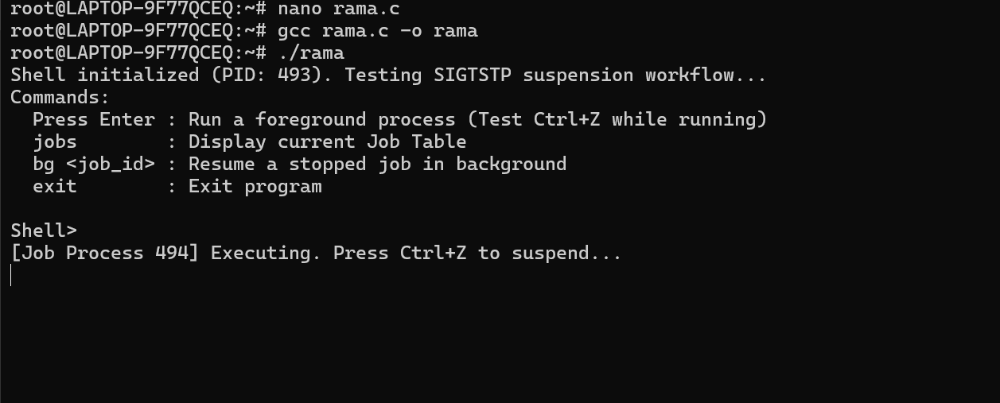 root@LAPTOP-9F77QCEQ:~# nano rama.c
root@LAPTOP-9F77QCEQ:~# gcc rama.c -o rama
root@LAPTOP-9F77QCEQ:~# ./rama
Shell initialized (PID: 493). Testing SIGTSTP suspension workflow...
Commands:
  Press Enter : Run a foreground process (Test Ctrl+Z while running)
  jobs        : Display current Job Table
  bg <job_id> : Resume a stopped job in background
  exit        : Exit program

Shell>
[Job Process 494] Executing. Press Ctrl+Z to suspend...